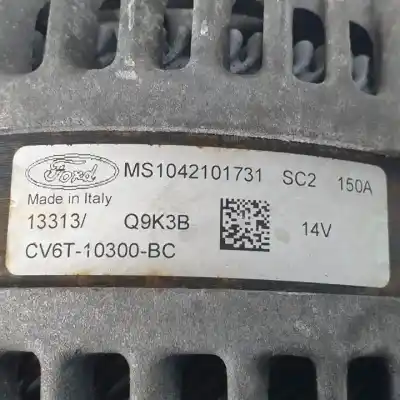 Ford MS1042101731 SC2 150A
Made in Italy
13313/ Q9K3B 14V
CV6T-10300-BC